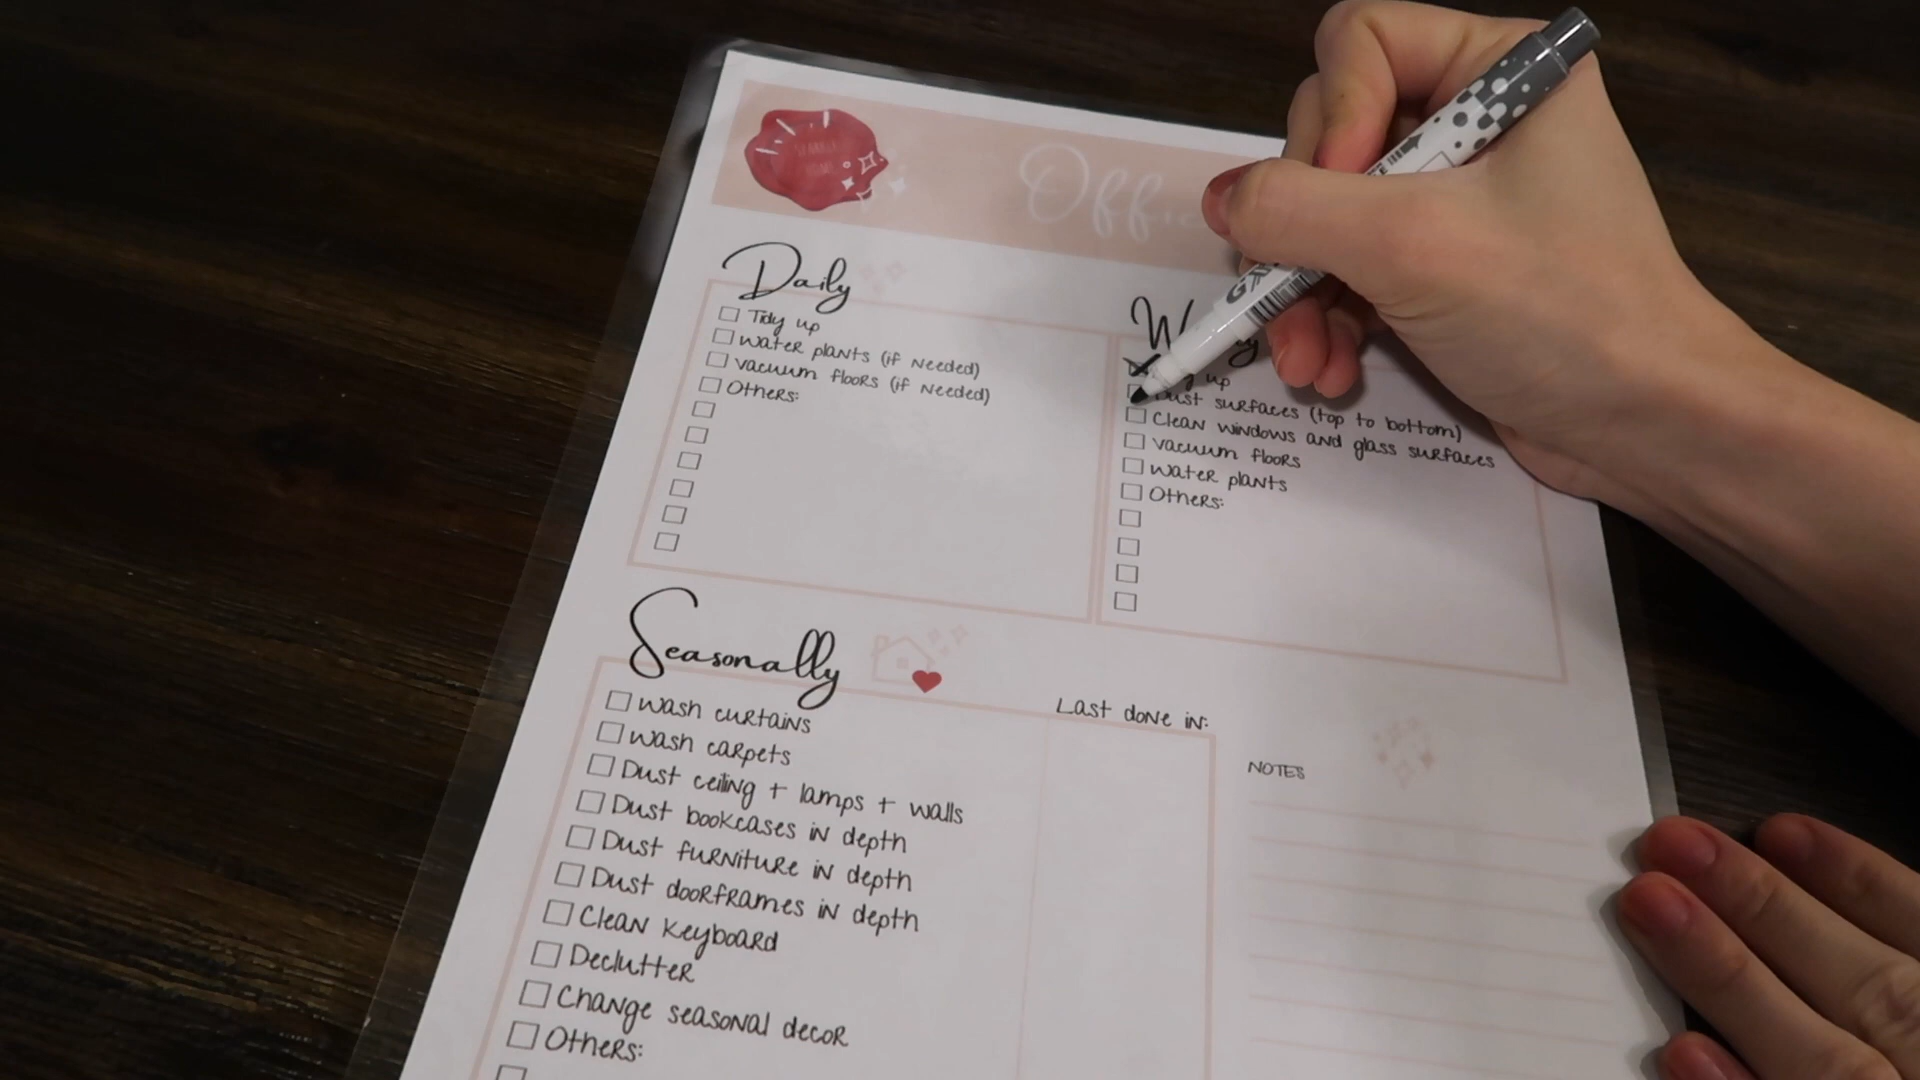 Daily
Tidy up
water plants (if needed)
vacuum floors (if needed)
Others:
up
Dust surfaces (top to bottom)
Clean windows and glass surfaces
vacuum floors
water plants
Others:
Seasonally
wash curtains
wash carpets
Dust ceiling + lamps + walls
Dust bookcases in depth
Dust furniture in depth
Dust doorframes in depth
Clean keyboard
Declutter
Change seasonal decor
Others:
Last done in:
NOTES